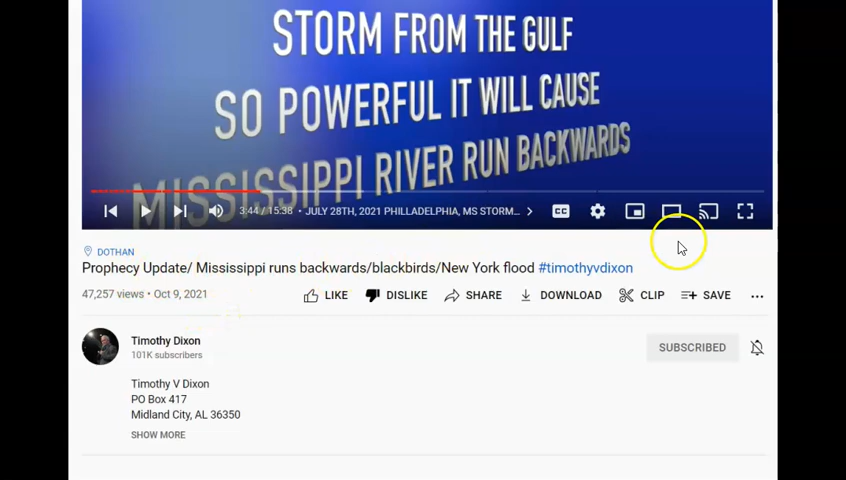 STORM FROM THE GULF
SO POWERFUL IT WILL CAUSE
MISSISSIPPI RIVER RUN BACKWARDS
3:44 / 15:38 • JULY 28TH, 2021 PHILLADELPHIA, MS STORM...
CC
DOTHAN
Prophecy Update/ Mississippi runs backwards/blackbirds/New York flood #timothyvdixon
47,257 views • Oct 9, 2021 LIKE DISLIKE SHARE DOWNLOAD CLIP SAVE ...
Timothy Dixon
101K subscribers
SUBSCRIBED
Timothy V Dixon
PO Box 417
Midland City, AL 36350
SHOW MORE